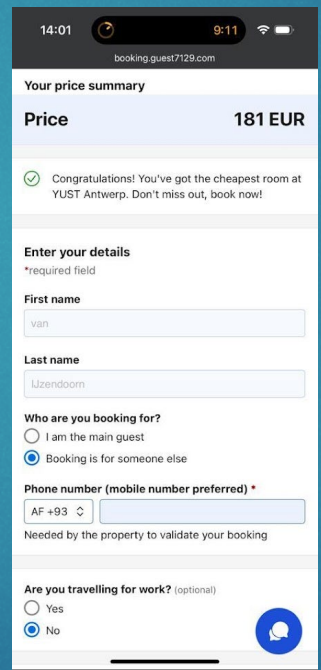 14:01
9:11
booking.guest7129.com
Your price summary
Price 181 EUR
Congratulations! You've got the cheapest room at
YUST Antwerp. Don't miss out, book now!
Enter your details
*required field
First name
van
Last name
IJzendoorn
Who are you booking for?
I am the main guest
Booking is for someone else
Phone number (mobile number preferred) *
AF +93
Needed by the property to validate your booking
Are you travelling for work? (optional)
Yes
No